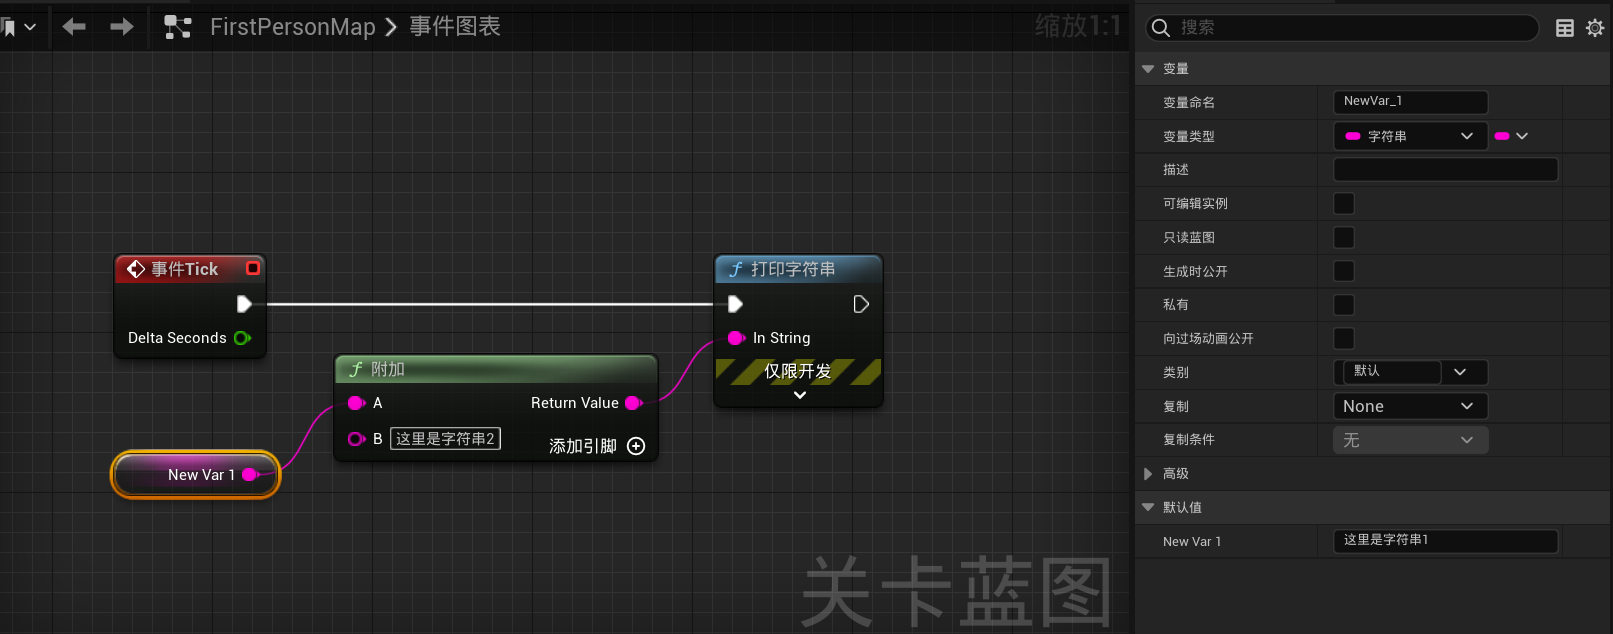 FirstPersonMap > 事件图表
缩放1:1
事件Tick
Delta Seconds
附加
A
Return Value
B 这里是字符串2
添加引脚
New Var 1
打印字符串
In String
仅限开发
关卡蓝图
搜索
变量
变量命名 NewVar_1
变量类型 字符串
描述
可编辑实例
只读蓝图
生成时公开
私有
向过场动画公开
类别 默认
复制 None
复制条件 无
高级
默认值
New Var 1 这里是字符串1